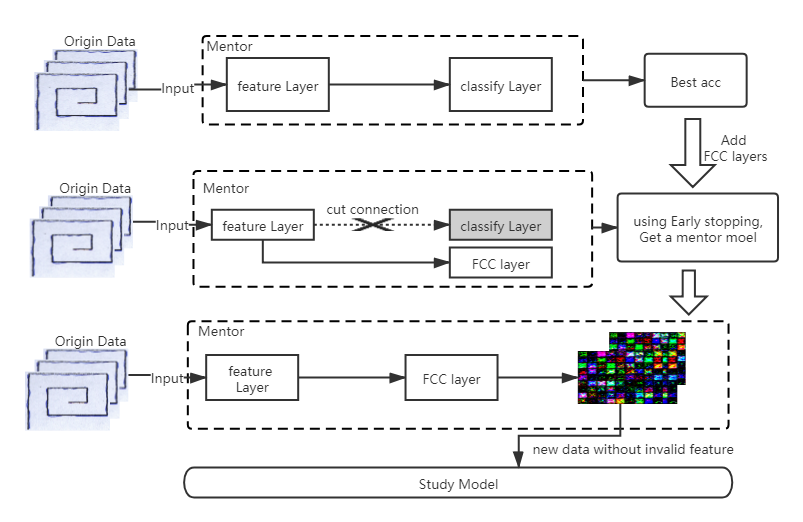 Origin Data
Mentor
Input
feature Layer
classify Layer
Best acc
Add
FCC layers
Origin Data
Mentor
Input
feature Layer
cut connection
classify Layer
FCC layer
using Early stopping,
Get a mentor moel
Origin Data
Mentor
Input
feature
Layer
FCC layer
new data without invalid feature
Study Model